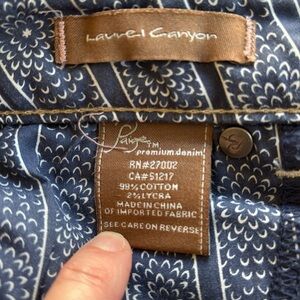 Laurel Canyon
Paige™
premium denim
RN#27002
CA#51217
98% COTTON
2% LYCRA
MADE IN CHINA
OF IMPORTED FABRIC
SEE CARE ON REVERSE